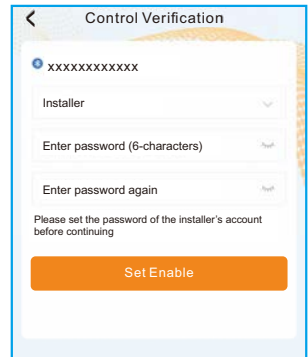 Control Verification
xxxxxxxxxxxx
Installer
Enter password (6-characters)
Enter password again
Please set the password of the installer's account
before continuing
Set Enable